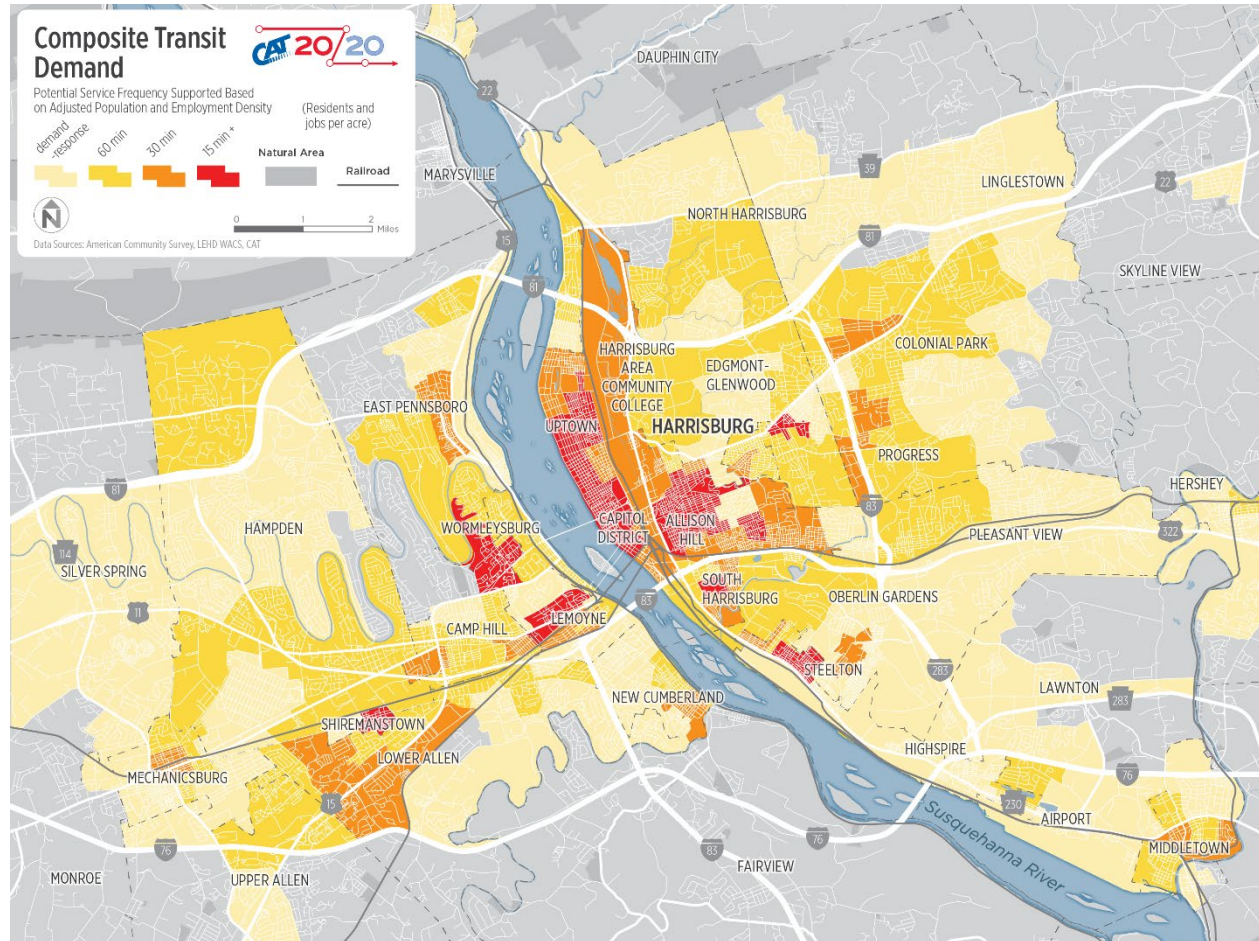 Composite Transit
Demand
CAT 20/20
Potential Service Frequency Supported Based
on Adjusted Population and Employment Density
(Residents and
jobs per acre)
demand
-response
60 min
30 min
15 min +
Natural Area
Railroad
N
0 1 2
Miles
Data Sources: American Community Survey, LEHD WACS, CAT
DAUPHIN CITY
22
MARYSVILLE
39
LINGLESTOWN
22
NORTH HARRISBURG
15
81
SKYLINE VIEW
81
COLONIAL PARK
HARRISBURG
AREA
COMMUNITY
COLLEGE
EDGMONT-
GLENWOOD
EAST PENNSBORO
UPTOWN
HARRISBURG
PROGRESS
81
HERSHEY
83
HAMPDEN
WORMLEYSBURG
CAPITOL
DISTRICT
ALLISON
HILL
PLEASANT VIEW
322
114
SILVER SPRING
SOUTH
HARRISBURG
OBERLIN GARDENS
83
11
LEMOYNE
CAMP HILL
STEELTON
283
LAWNTON
283
NEW CUMBERLAND
SHIREMANSTOWN
HIGHSPIRE
LOWER ALLEN
76
MECHANICSBURG
15
230
AIRPORT
76
83
76
MIDDLETOWN
FAIRVIEW
Susquehanna River
MONROE
UPPER ALLEN